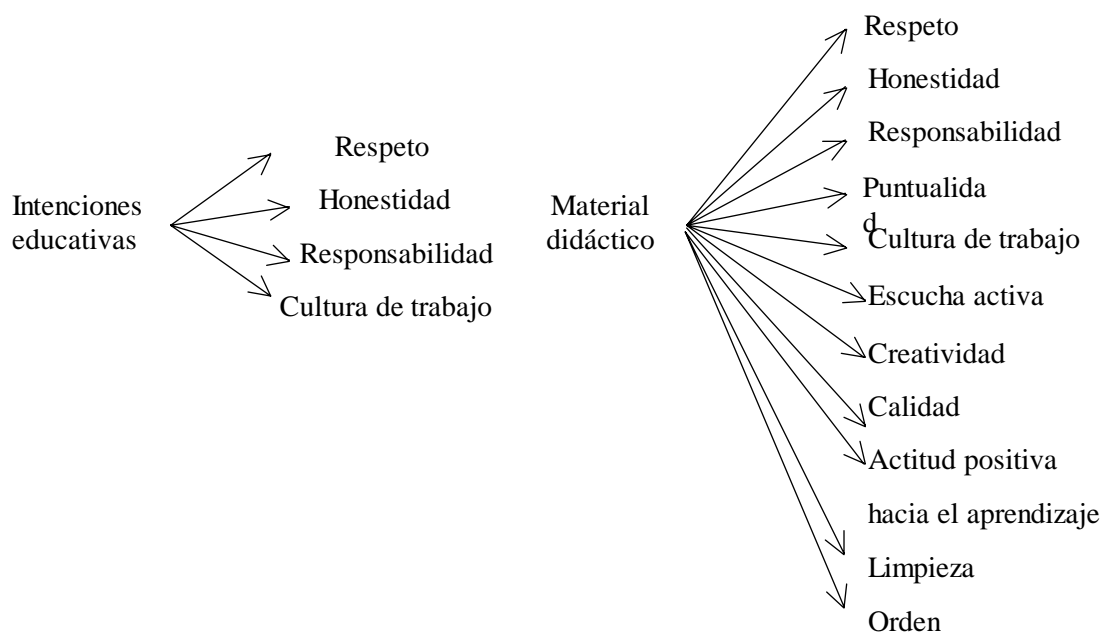 Intenciones
educativas
Respeto
Honestidad
Responsabilidad
Cultura de trabajo
Material
didáctico
Respeto
Honestidad
Responsabilidad
Puntualida
d
Cultura de trabajo
Escucha activa
Creatividad
Calidad
Actitud positiva
hacia el aprendizaje
Limpieza
Orden